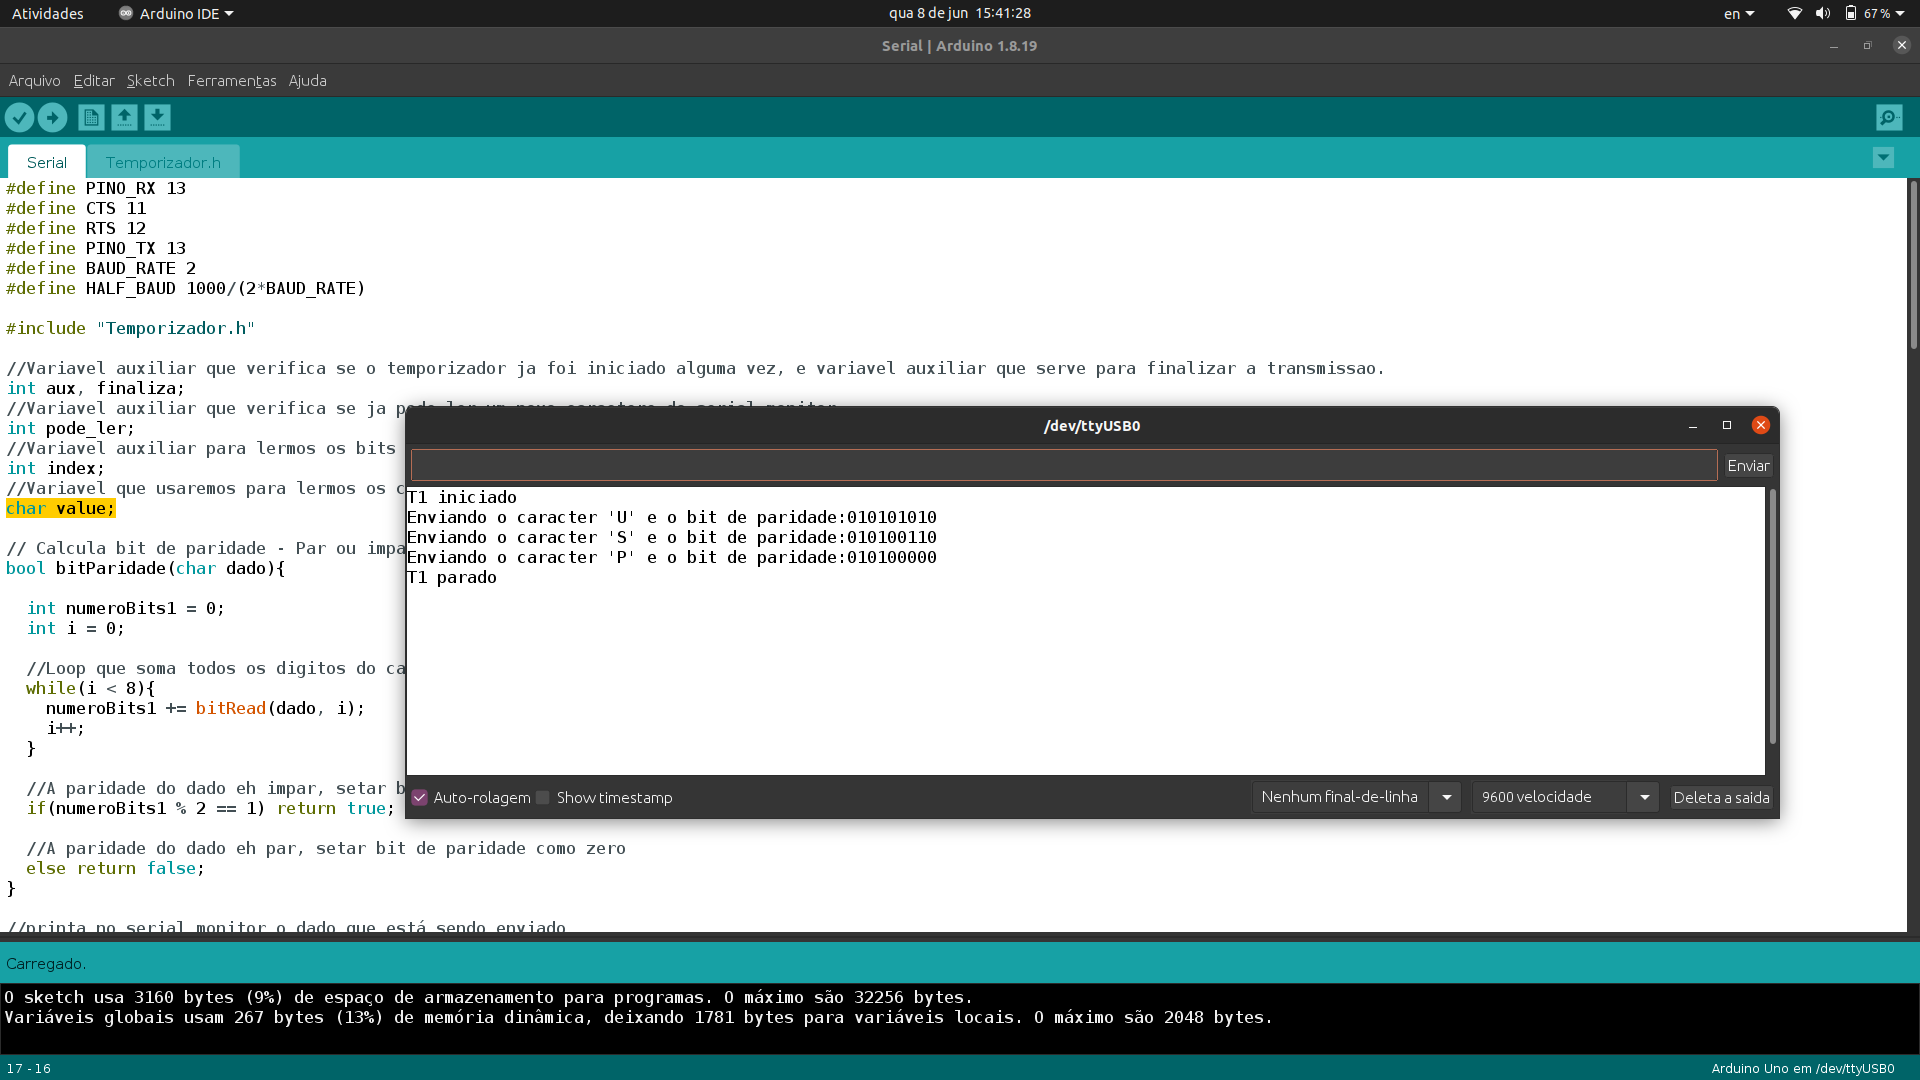 Atividades
Arduino IDE
qua 8 de jun 15:41:28
en
67 %
Serial | Arduino 1.8.19
Arquivo Editar Sketch Ferramentas Ajuda
Serial Temporizador.h
#define PINO_RX 13
#define CTS 11
#define RTS 12
#define PINO_TX 13
#define BAUD_RATE 2
#define HALF_BAUD 1000/(2*BAUD_RATE)
#include "Temporizador.h"
//Variavel auxiliar que verifica se o temporizador ja foi iniciado alguma vez, e variavel auxiliar que serve para finalizar a transmissao.
int aux, finaliza;
//Variavel auxiliar que verifica se ja pode ler um novo caractere do serial monitor
int pode_ler;
//Variavel auxiliar para lermos os bits
int index;
//Variavel que usaremos para lermos os c
char value;
// Calcula bit de paridade - Par ou impa
bool bitParidade(char dado){
int numeroBits1 = 0;
int i = 0;
//Loop que soma todos os digitos do ca
while(i < 8){
numeroBits1 += bitRead(dado, i);
i++;
}
//A paridade do dado eh impar, setar b
if(numeroBits1 % 2 == 1) return true;
//A paridade do dado eh par, setar bit de paridade como zero
else return false;
}
//printa no serial monitor o dado que está sendo enviado
/dev/ttyUSB0
Enviar
T1 iniciado
Enviando o caracter 'U' e o bit de paridade:010101010
Enviando o caracter 'S' e o bit de paridade:010100110
Enviando o caracter 'P' e o bit de paridade:010100000
T1 parado
Auto-rolagem Show timestamp
Nenhum final-de-linha
9600 velocidade
Deleta a saida
Carregado.
O sketch usa 3160 bytes (9%) de espaço de armazenamento para programas. O máximo são 32256 bytes.
Variáveis globais usam 267 bytes (13%) de memória dinâmica, deixando 1781 bytes para variáveis locais. O máximo são 2048 bytes.
17 - 16
Arduino Uno em /dev/ttyUSB0